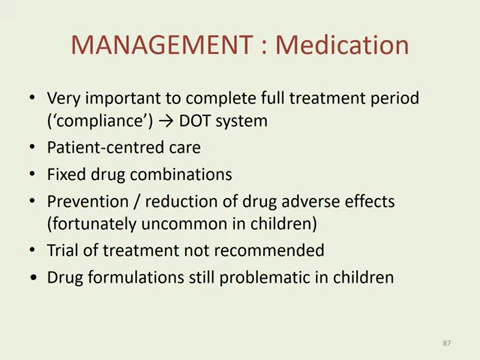 MANAGEMENT : Medication
• Very important to complete full treatment period
(‘compliance’) → DOT system
• Patient-centred care
• Fixed drug combinations
• Prevention / reduction of drug adverse effects
(fortunately uncommon in children)
• Trial of treatment not recommended
• Drug formulations still problematic in children
87